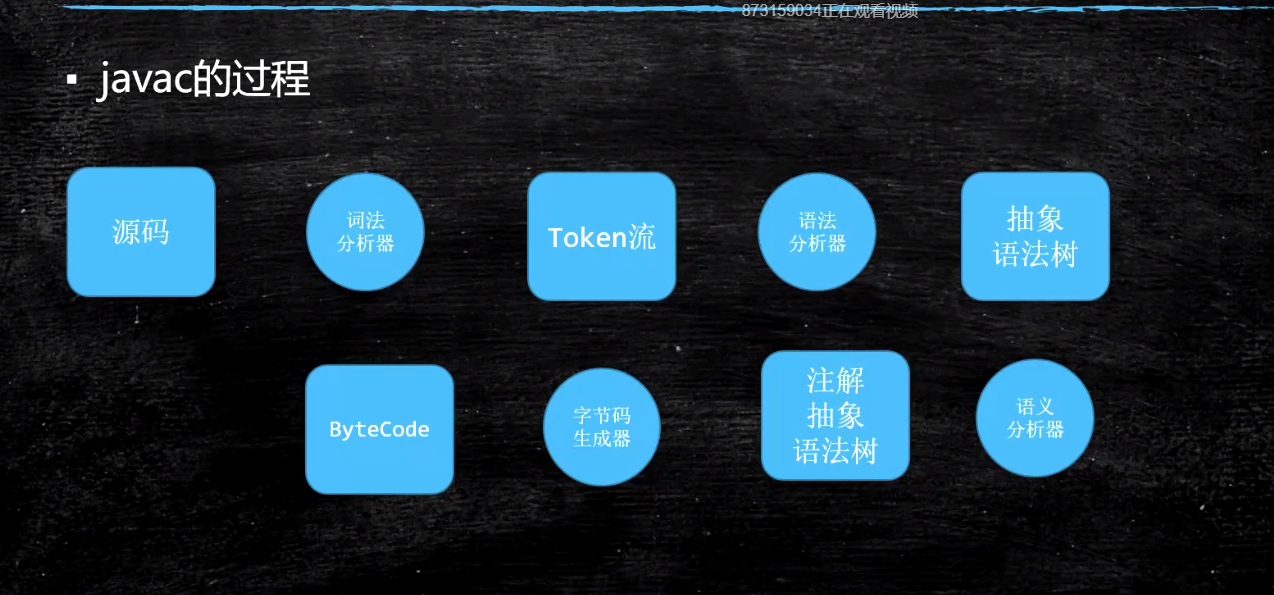 873159034正在观看视频
▪ javac的过程
源码
词法
分析器
Token流
语法
分析器
抽象
语法树
ByteCode
字节码
生成器
注解
抽象
语法树
语义
分析器